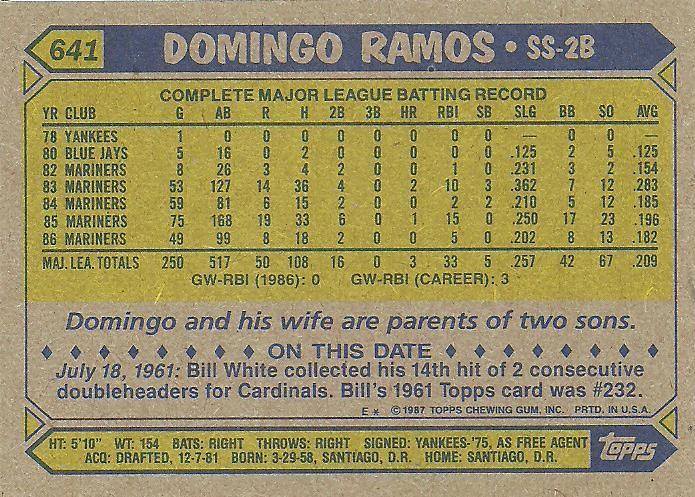 641 DOMINGO RAMOS • SS-2B
COMPLETE MAJOR LEAGUE BATTING RECORD
YR CLUB G AB R H 2B 3B HR RBI SB SLG BB SO AVG
78 YANKEES 1 0 0 0 0 0 0 0 0 — 0 0 —
80 BLUE JAYS 5 16 0 2 0 0 0 0 0 .125 2 5 .125
82 MARINERS 8 26 3 4 2 0 0 1 0 .231 3 2 .154
83 MARINERS 53 127 14 36 4 0 2 10 3 .362 7 12 .283
84 MARINERS 59 81 6 15 2 0 0 2 2 .210 5 12 .185
85 MARINERS 75 168 19 33 6 0 1 15 0 .250 17 23 .196
86 MARINERS 49 99 8 18 2 0 0 5 0 .202 8 13 .182
MAJ. LEA. TOTALS 250 517 50 108 16 0 3 33 5 .257 42 67 .209
GW-RBI (1986): 0 GW-RBI (CAREER): 3
Domingo and his wife are parents of two sons.
♦ ♦ ♦ ♦ ♦ ♦ ♦ ♦ ON THIS DATE ♦ ♦ ♦ ♦ ♦ ♦ ♦ ♦
July 18, 1961: Bill White collected his 14th hit of 2 consecutive
doubleheaders for Cardinals. Bill's 1961 Topps card was #232.
E * © 1987 TOPPS CHEWING GUM, INC. PRTD. IN U.S.A.
HT: 5'10" WT: 154 BATS: RIGHT THROWS: RIGHT SIGNED: YANKEES-'75, AS FREE AGENT
ACQ: DRAFTED, 12-7-81 BORN: 3-29-58, SANTIAGO, D.R. HOME: SANTIAGO, D.R.
Topps